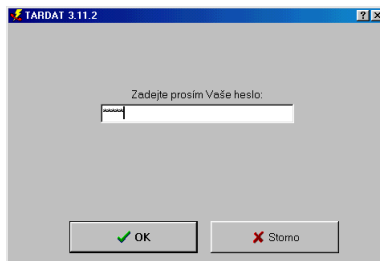 TARDAT 3.11.2
Zadejte prosím Vaše heslo:
*****
OK
Storno